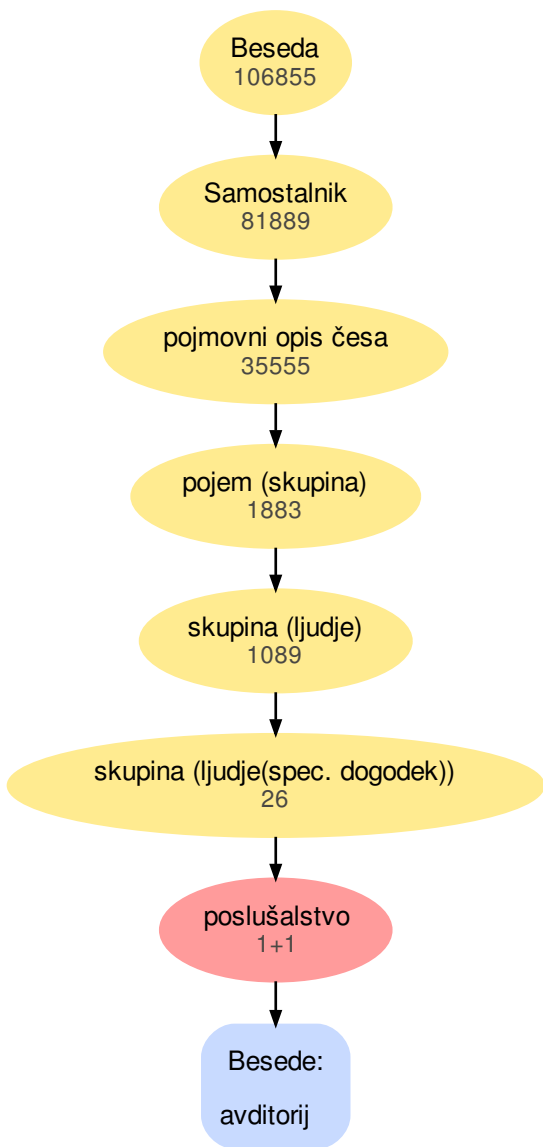 Beseda
106855
Samostalnik
81889
pojmovni opis česa
35555
pojem (skupina)
1883
skupina (ljudje)
1089
skupina (ljudje(spec. dogodek))
26
poslušalstvo
1+1
Besede:
avditorij